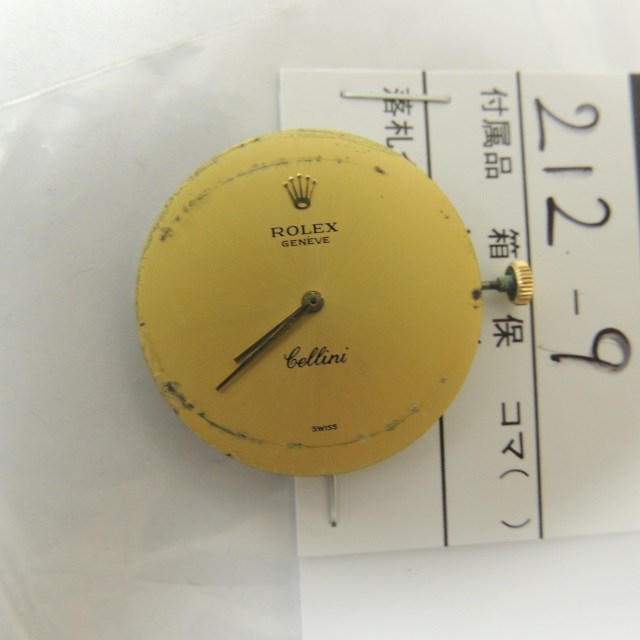 ROLEX
GENEVE
Cellini
SWISS
212-9
付属品 箱 保 コマ( )
落札